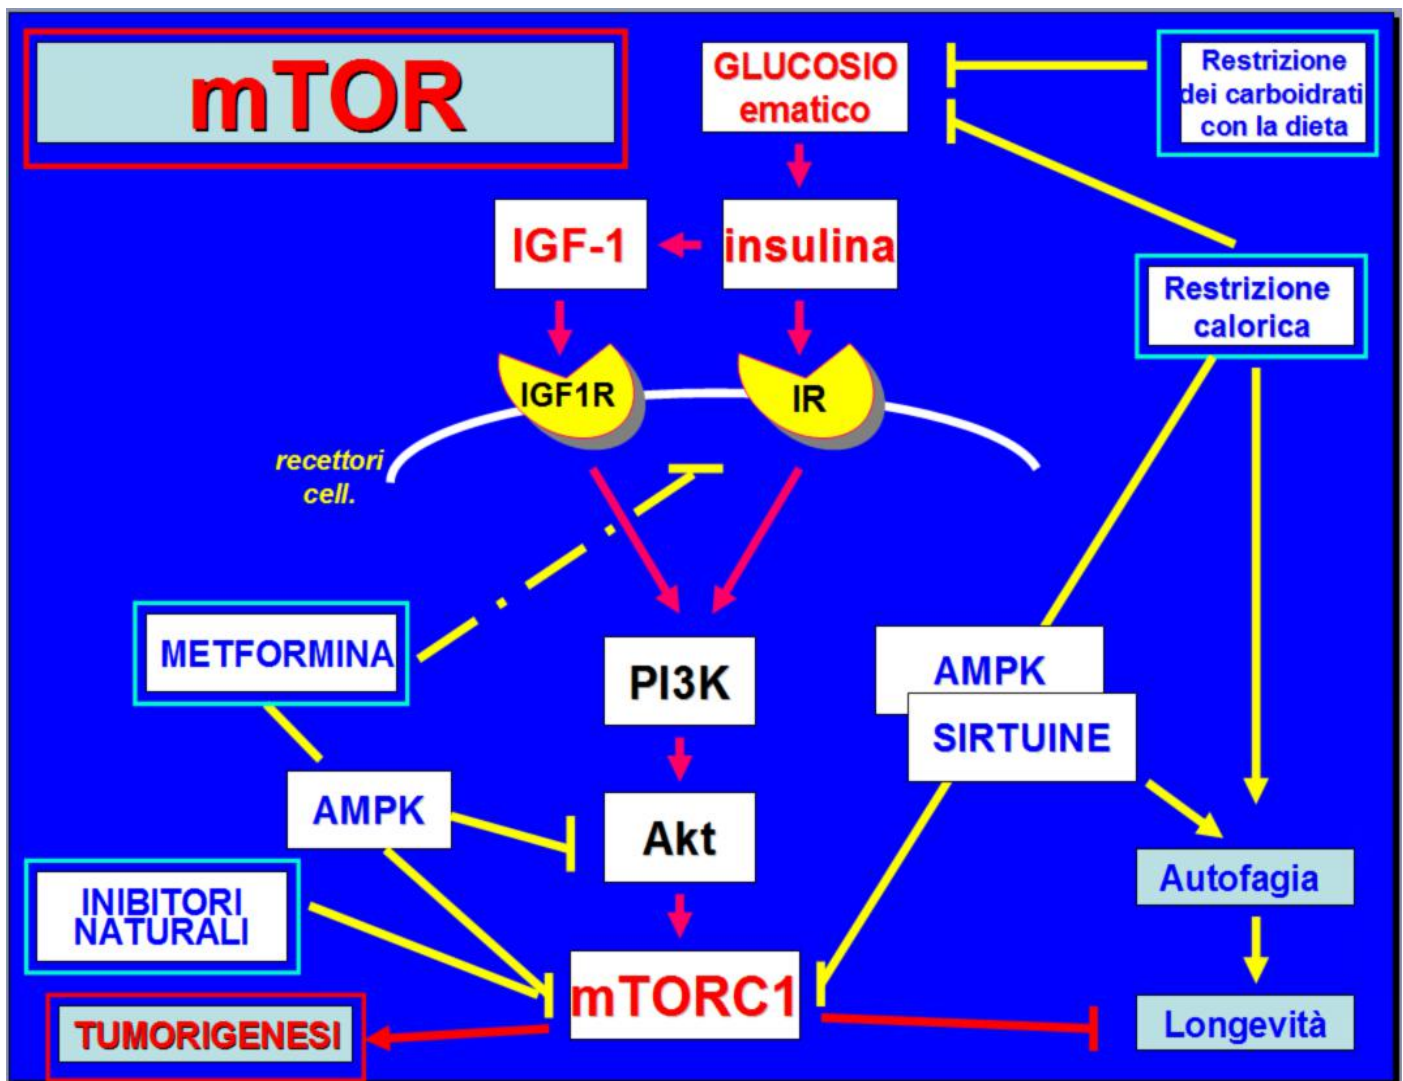 mTOR
GLUCOSIO
ematico
Restrizione
dei carboidrati
con la dieta
IGF-1
insulina
Restrizione
calorica
IGF1R
IR
recettori
cell.
METFORMINA
PI3K
AMPK
SIRTUINE
AMPK
Akt
Autofagia
INIBITORI
NATURALI
mTORC1
TUMORIGENESI
Longevità